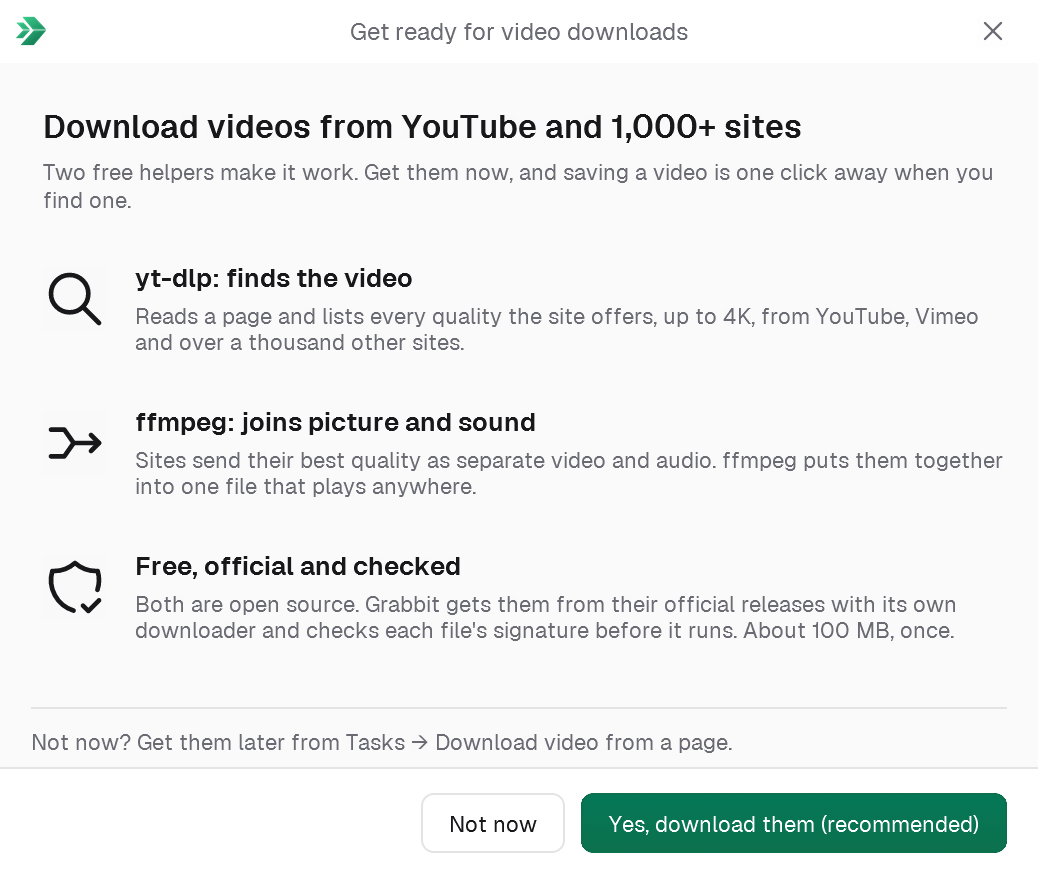 Get ready for video downloads
Download videos from YouTube and 1,000+ sites
Two free helpers make it work. Get them now, and saving a video is one click away when you
find one.
yt-dlp: finds the video
Reads a page and lists every quality the site offers, up to 4K, from YouTube, Vimeo
and over a thousand other sites.
ffmpeg: joins picture and sound
Sites send their best quality as separate video and audio. ffmpeg puts them together
into one file that plays anywhere.
Free, official and checked
Both are open source. Grabbit gets them from their official releases with its own
downloader and checks each file's signature before it runs. About 100 MB, once.
Not now? Get them later from Tasks → Download video from a page.
Not now
Yes, download them (recommended)